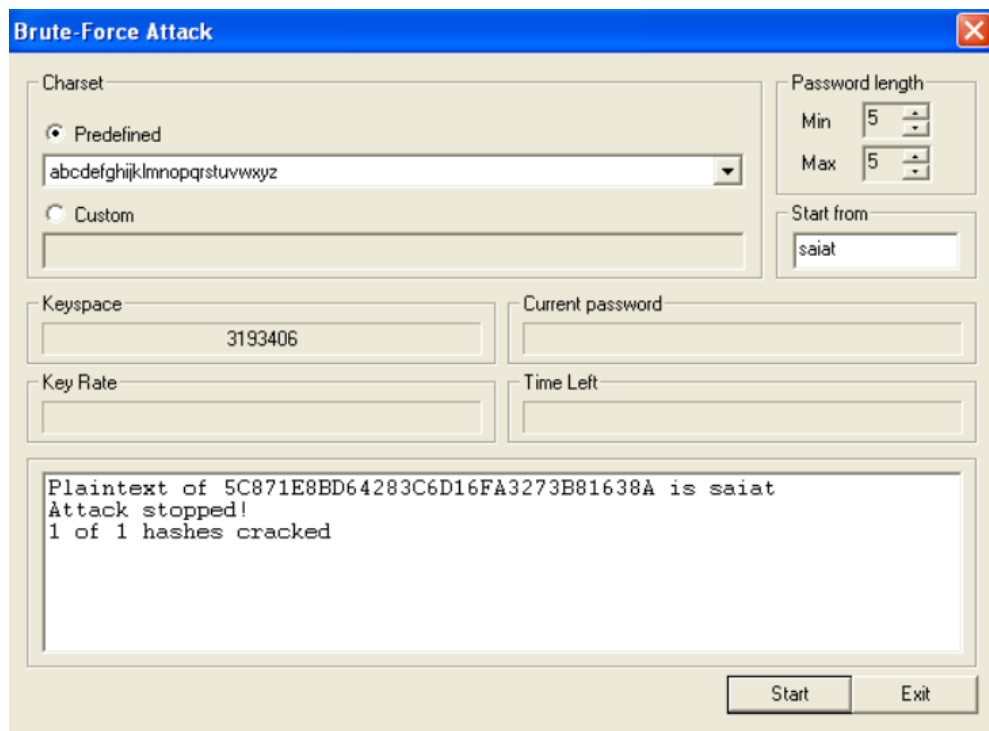 Brute-Force Attack
Charset
Predefined
abcdefghijklmnopqrstuvwxyz
Custom
Password length
Min 5
Max 5
Start from
saiat
Keyspace
3193406
Current password
Key Rate
Time Left
Plaintext of 5C871E8BD64283C6D16FA3273B81638A is saiat
Attack stopped!
1 of 1 hashes cracked
Start Exit